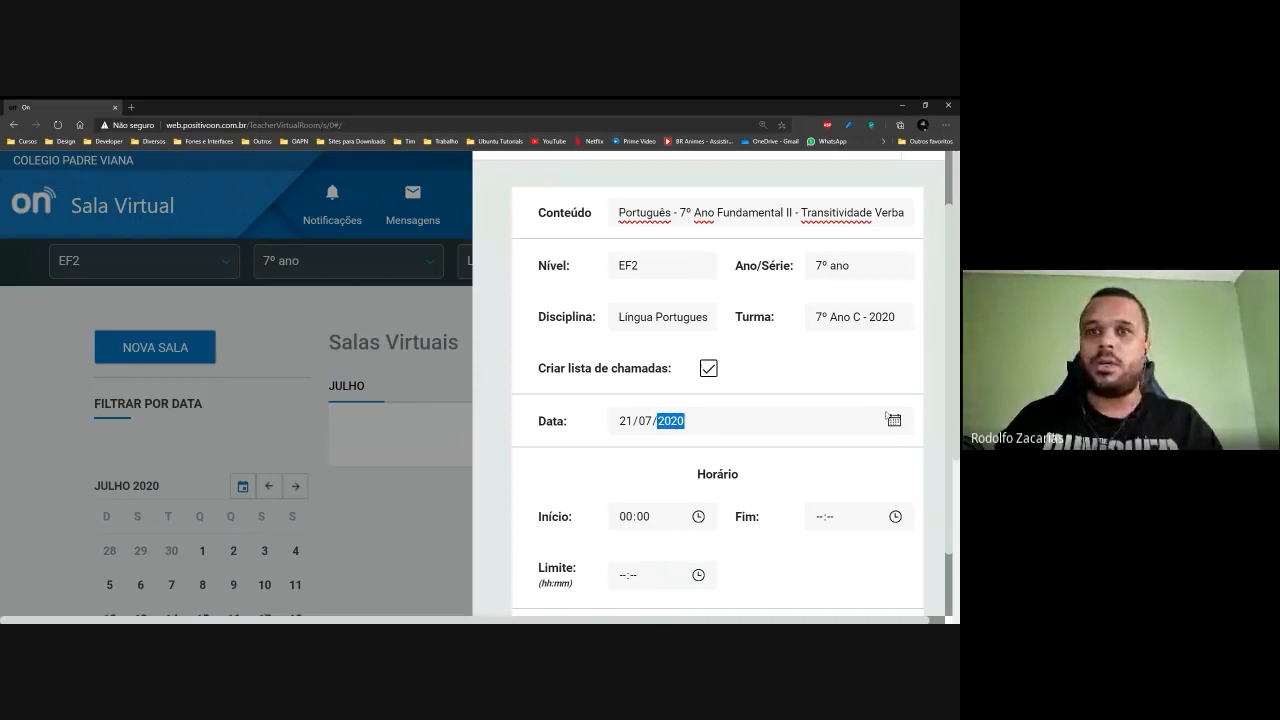 On
Não seguro
web.positivoon.com.br/TeacherVirtualRoom/s/0#/
Cursos
Design
Developer
Diversos
Fones e Interfaces
Outros
OAPN
Sites para Downloads
Tim
Trabalho
Ubuntu Tutorials
YouTube
Netflix
Prime Video
BR Animes - Assistir...
OneDrive - Gmail
WhatsApp
Outros favoritos
COLEGIO PADRE VIANA
on Sala Virtual
Notificações
Mensagens
EF2
7º ano
L
NOVA SALA
Salas Virtuais
FILTRAR POR DATA
JULHO
JULHO 2020
D S T Q Q S S
28 29 30 1 2 3 4
5 6 7 8 9 10 11
Conteúdo Português - 7º Ano Fundamental II - Transitividade Verba
Nível: EF2 Ano/Série: 7º ano
Disciplina: Língua Portugues Turma: 7º Ano C - 2020
Criar lista de chamadas:
Data: 21/07/2020
Horário
Início: 00:00 Fim: --:--
Limite: --:--
(hh:mm)
Rodolfo Zacarias
PUNISHER